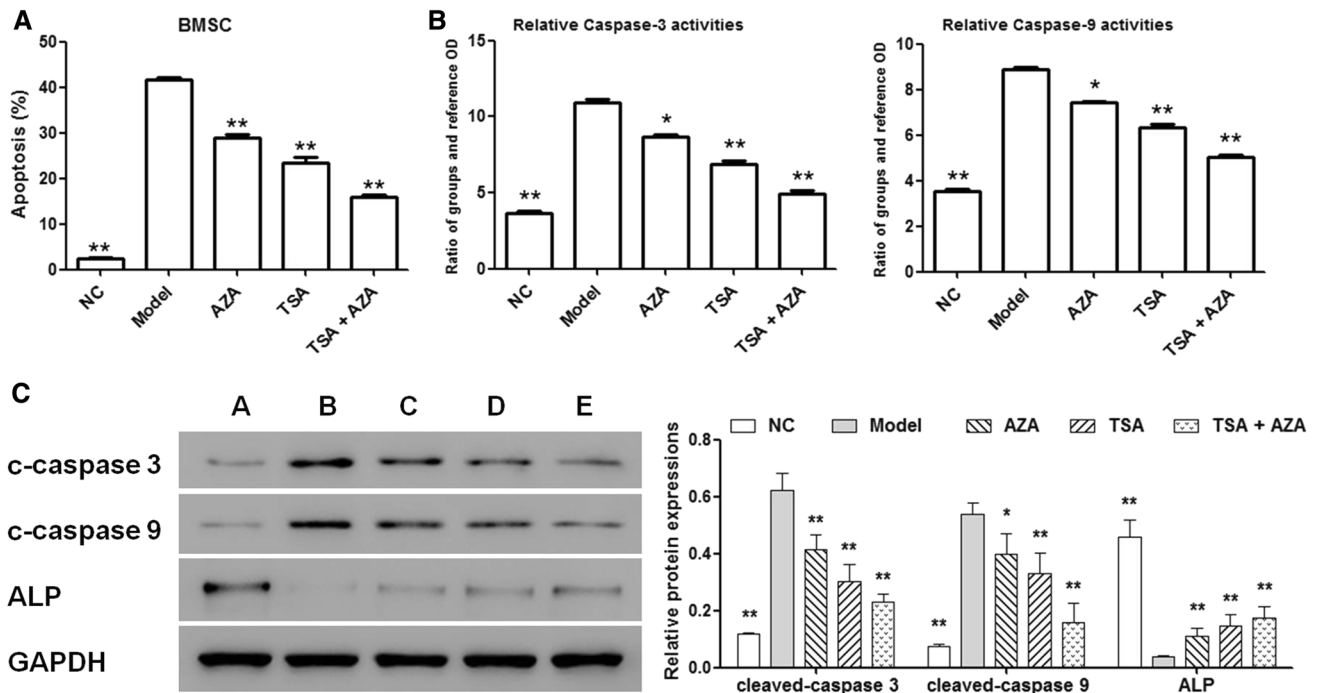 A
BMSC
Apoptosis (%)
50
40
30
20
10
0
**
**
**
**
NC
Model
AZA
TSA
TSA + AZA
B
Relative Caspase-3 activities
Ratio of groups and reference OD
15
10
5
0
**
*
**
**
NC
Model
AZA
TSA
TSA + AZA
Relative Caspase-9 activities
Ratio of groups and reference OD
10
8
6
4
2
0
**
*
**
**
NC
Model
AZA
TSA
TSA + AZA
C
A B C D E
c-caspase 3
c-caspase 9
ALP
GAPDH
NC Model AZA TSA TSA + AZA
Relative protein expressions
0.8
0.6
0.4
0.2
0.0
** ** ** **
** * ** **
** ** ** **
cleaved-caspase 3 cleaved-caspase 9 ALP